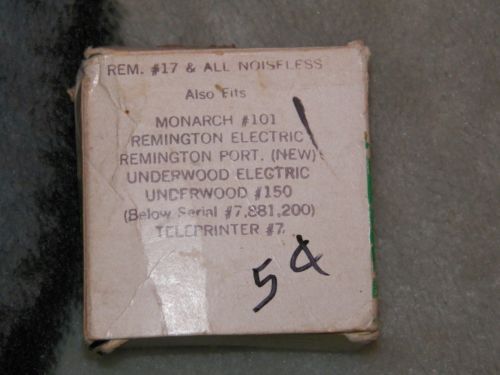 REM. #17 & ALL NOISELESS
Also Fits
MONARCH #101
REMINGTON ELECTRIC
REMINGTON PORT. (NEW)
UNDERWOOD ELECTRIC
UNDERWOOD #150
(Below Serial #7,881,200)
TELEPRINTER #7
5¢